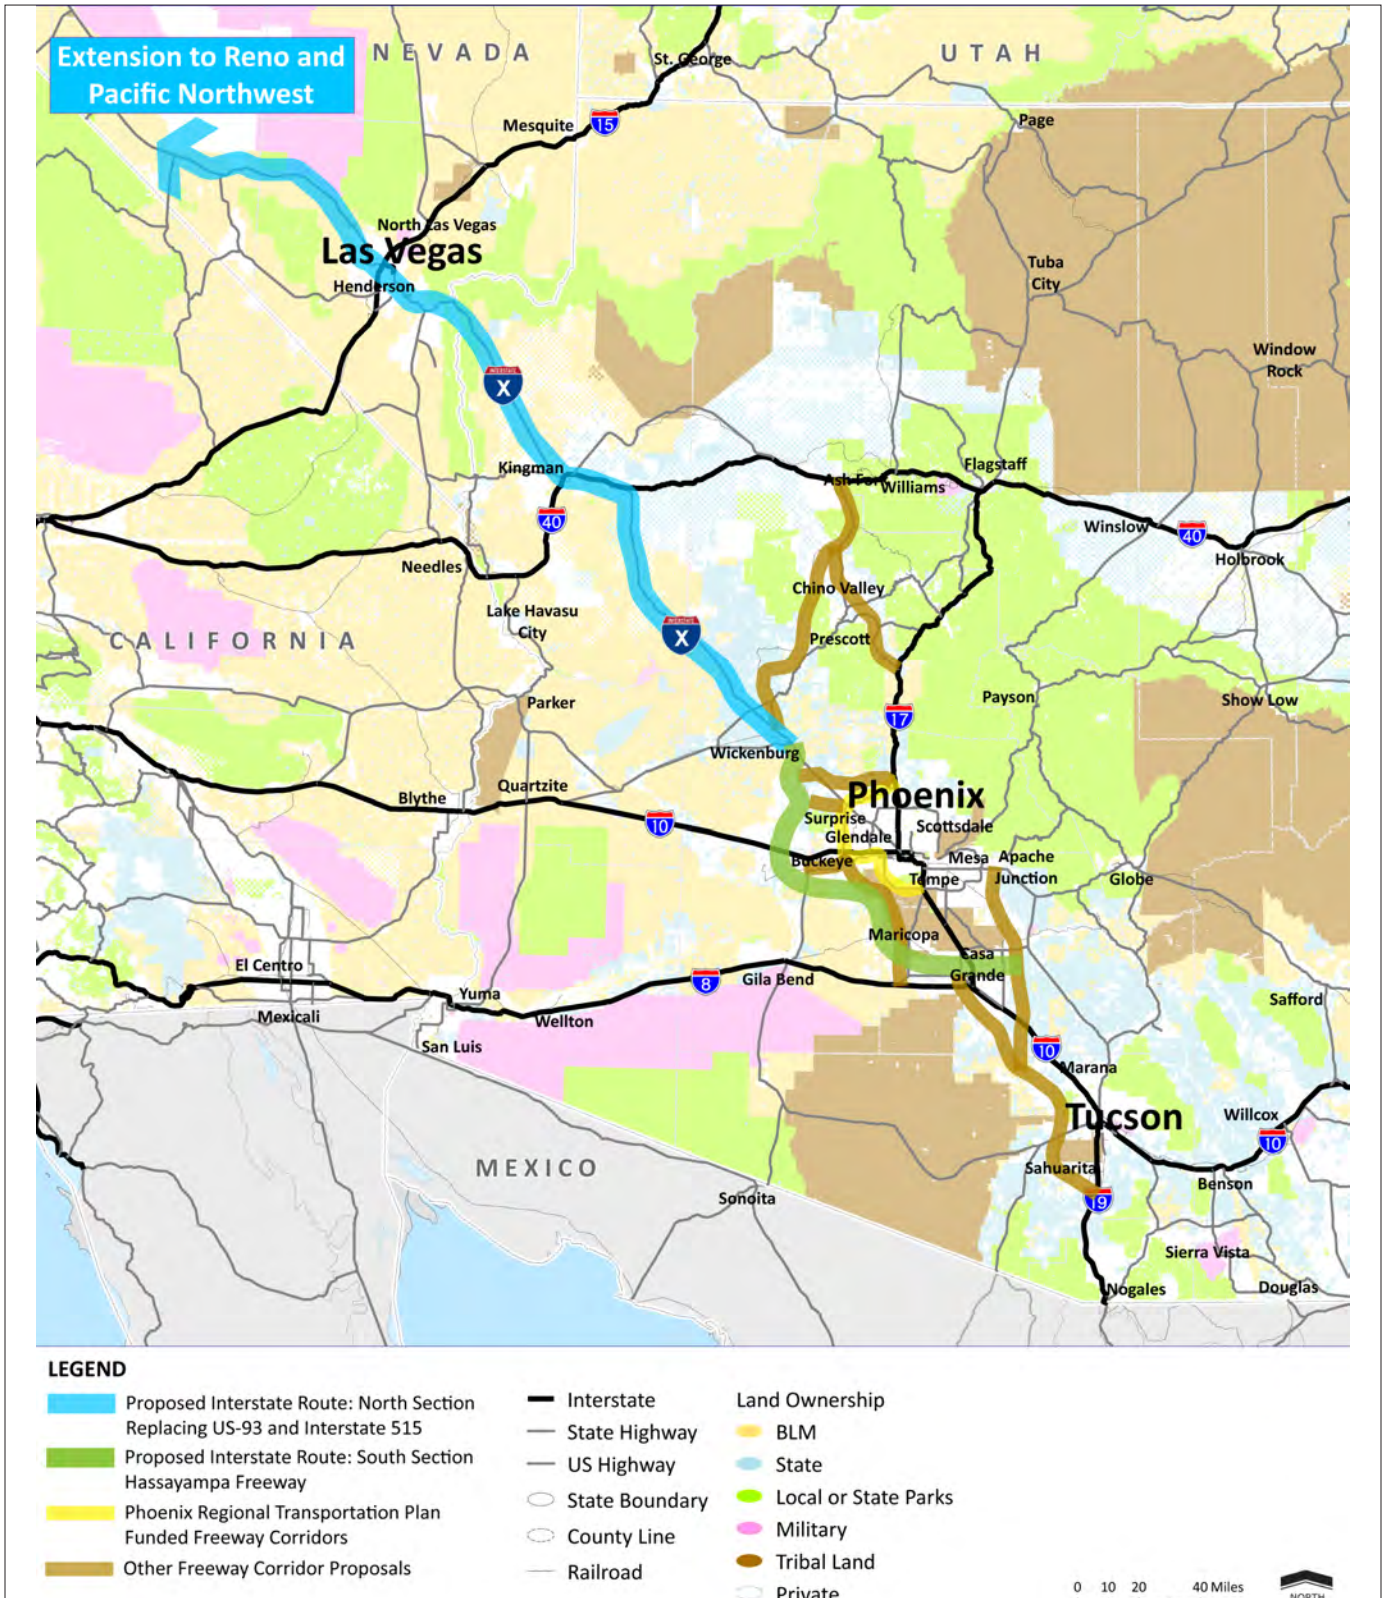 Extension to Reno and
Pacific Northwest
NEVADA
UTAH
St. George
Mesquite
15
Page
North Las Vegas
Las Vegas
Henderson
Tuba
City
Window
Rock
INTERSTATE
X
Kingman
Ash For
Williams
Flagstaff
40
Winslow
40
Holbrook
Needles
Chino Valley
Lake Havasu
City
CALIFORNIA
INTERSTATE
X
Prescott
Parker
Payson
Show Low
17
Wickenburg
Quartzite
Blythe
Phoenix
Surprise
Scottsdale
10
Glendale
Buckeye
Mesa
Apache
Junction
Tempe
Globe
Maricopa
Casa
Grande
El Centro
Gila Bend
8
Yuma
Safford
Mexicali
Wellton
San Luis
10
Marana
Tucson
Willcox
10
MEXICO
Sahuarita
Benson
Sonoita
19
Sierra Vista
Nogales
Douglas
LEGEND
Proposed Interstate Route: North Section
Replacing US-93 and Interstate 515
Proposed Interstate Route: South Section
Hassayampa Freeway
Phoenix Regional Transportation Plan
Funded Freeway Corridors
Other Freeway Corridor Proposals
Interstate
State Highway
US Highway
State Boundary
County Line
Railroad
Land Ownership
BLM
State
Local or State Parks
Military
Tribal Land
Private
0 10 20 40 Miles
NORTH